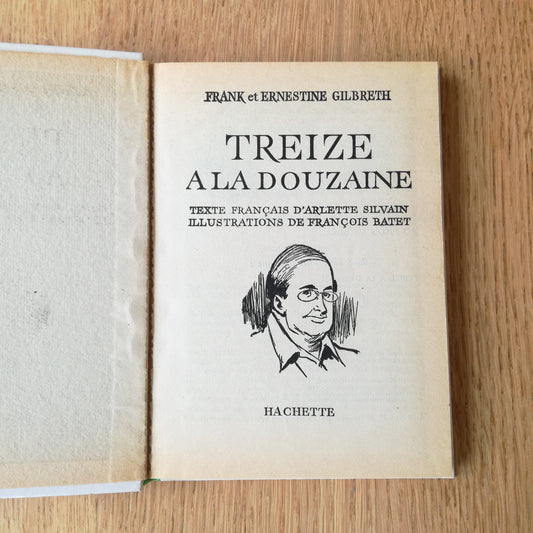 FRANK et ERNESTINE GILBRETH
TREIZE
A LA DOUZAINE
TEXTE FRANÇAIS D'ARLETTE SILVAIN
ILLUSTRATIONS DE FRANÇOIS BATET
HACHETTE